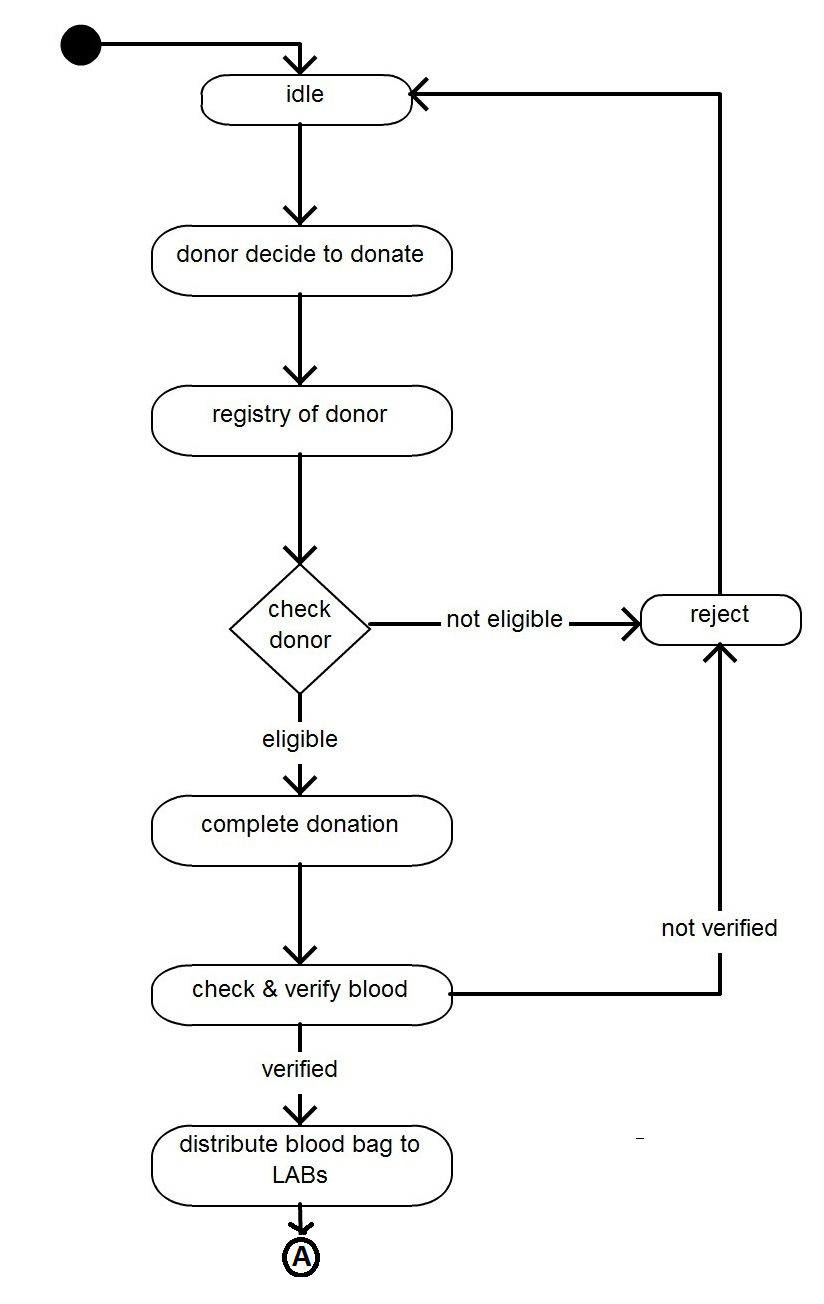 idle
donor decide to donate
registry of donor
check
donor
not eligible
reject
eligible
complete donation
not verified
check & verify blood
verified
distribute blood bag to
LABs
A